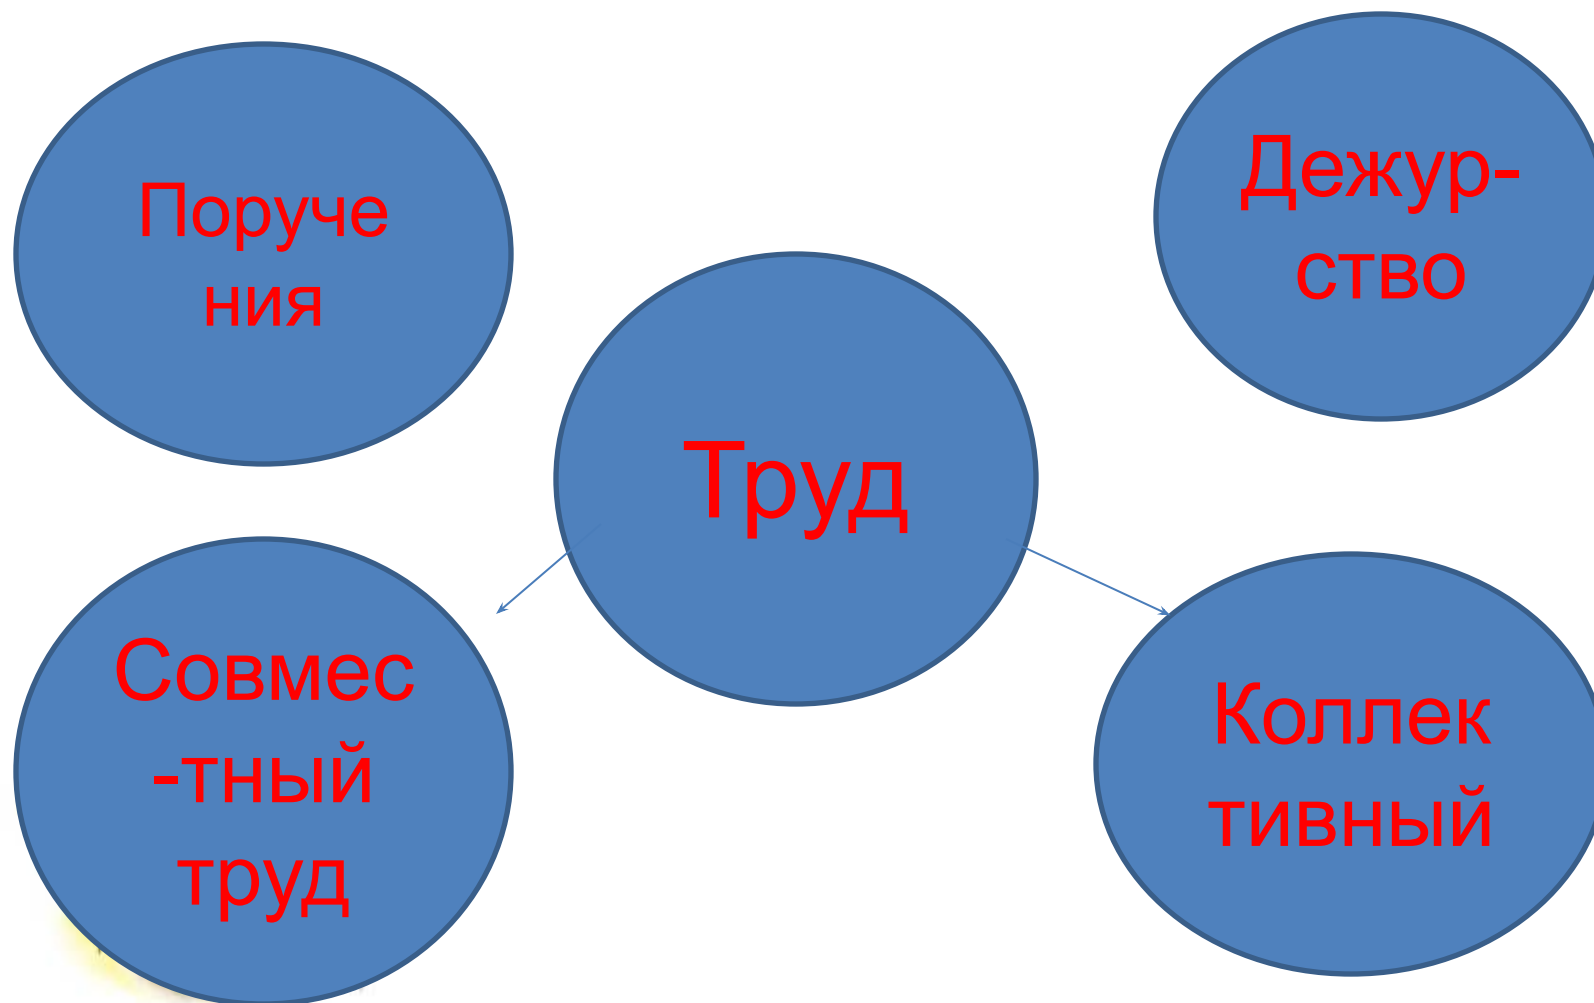 Поруче
ния
Дежур-
ство
Труд
Совмес
-тный
труд
Коллек
тивный